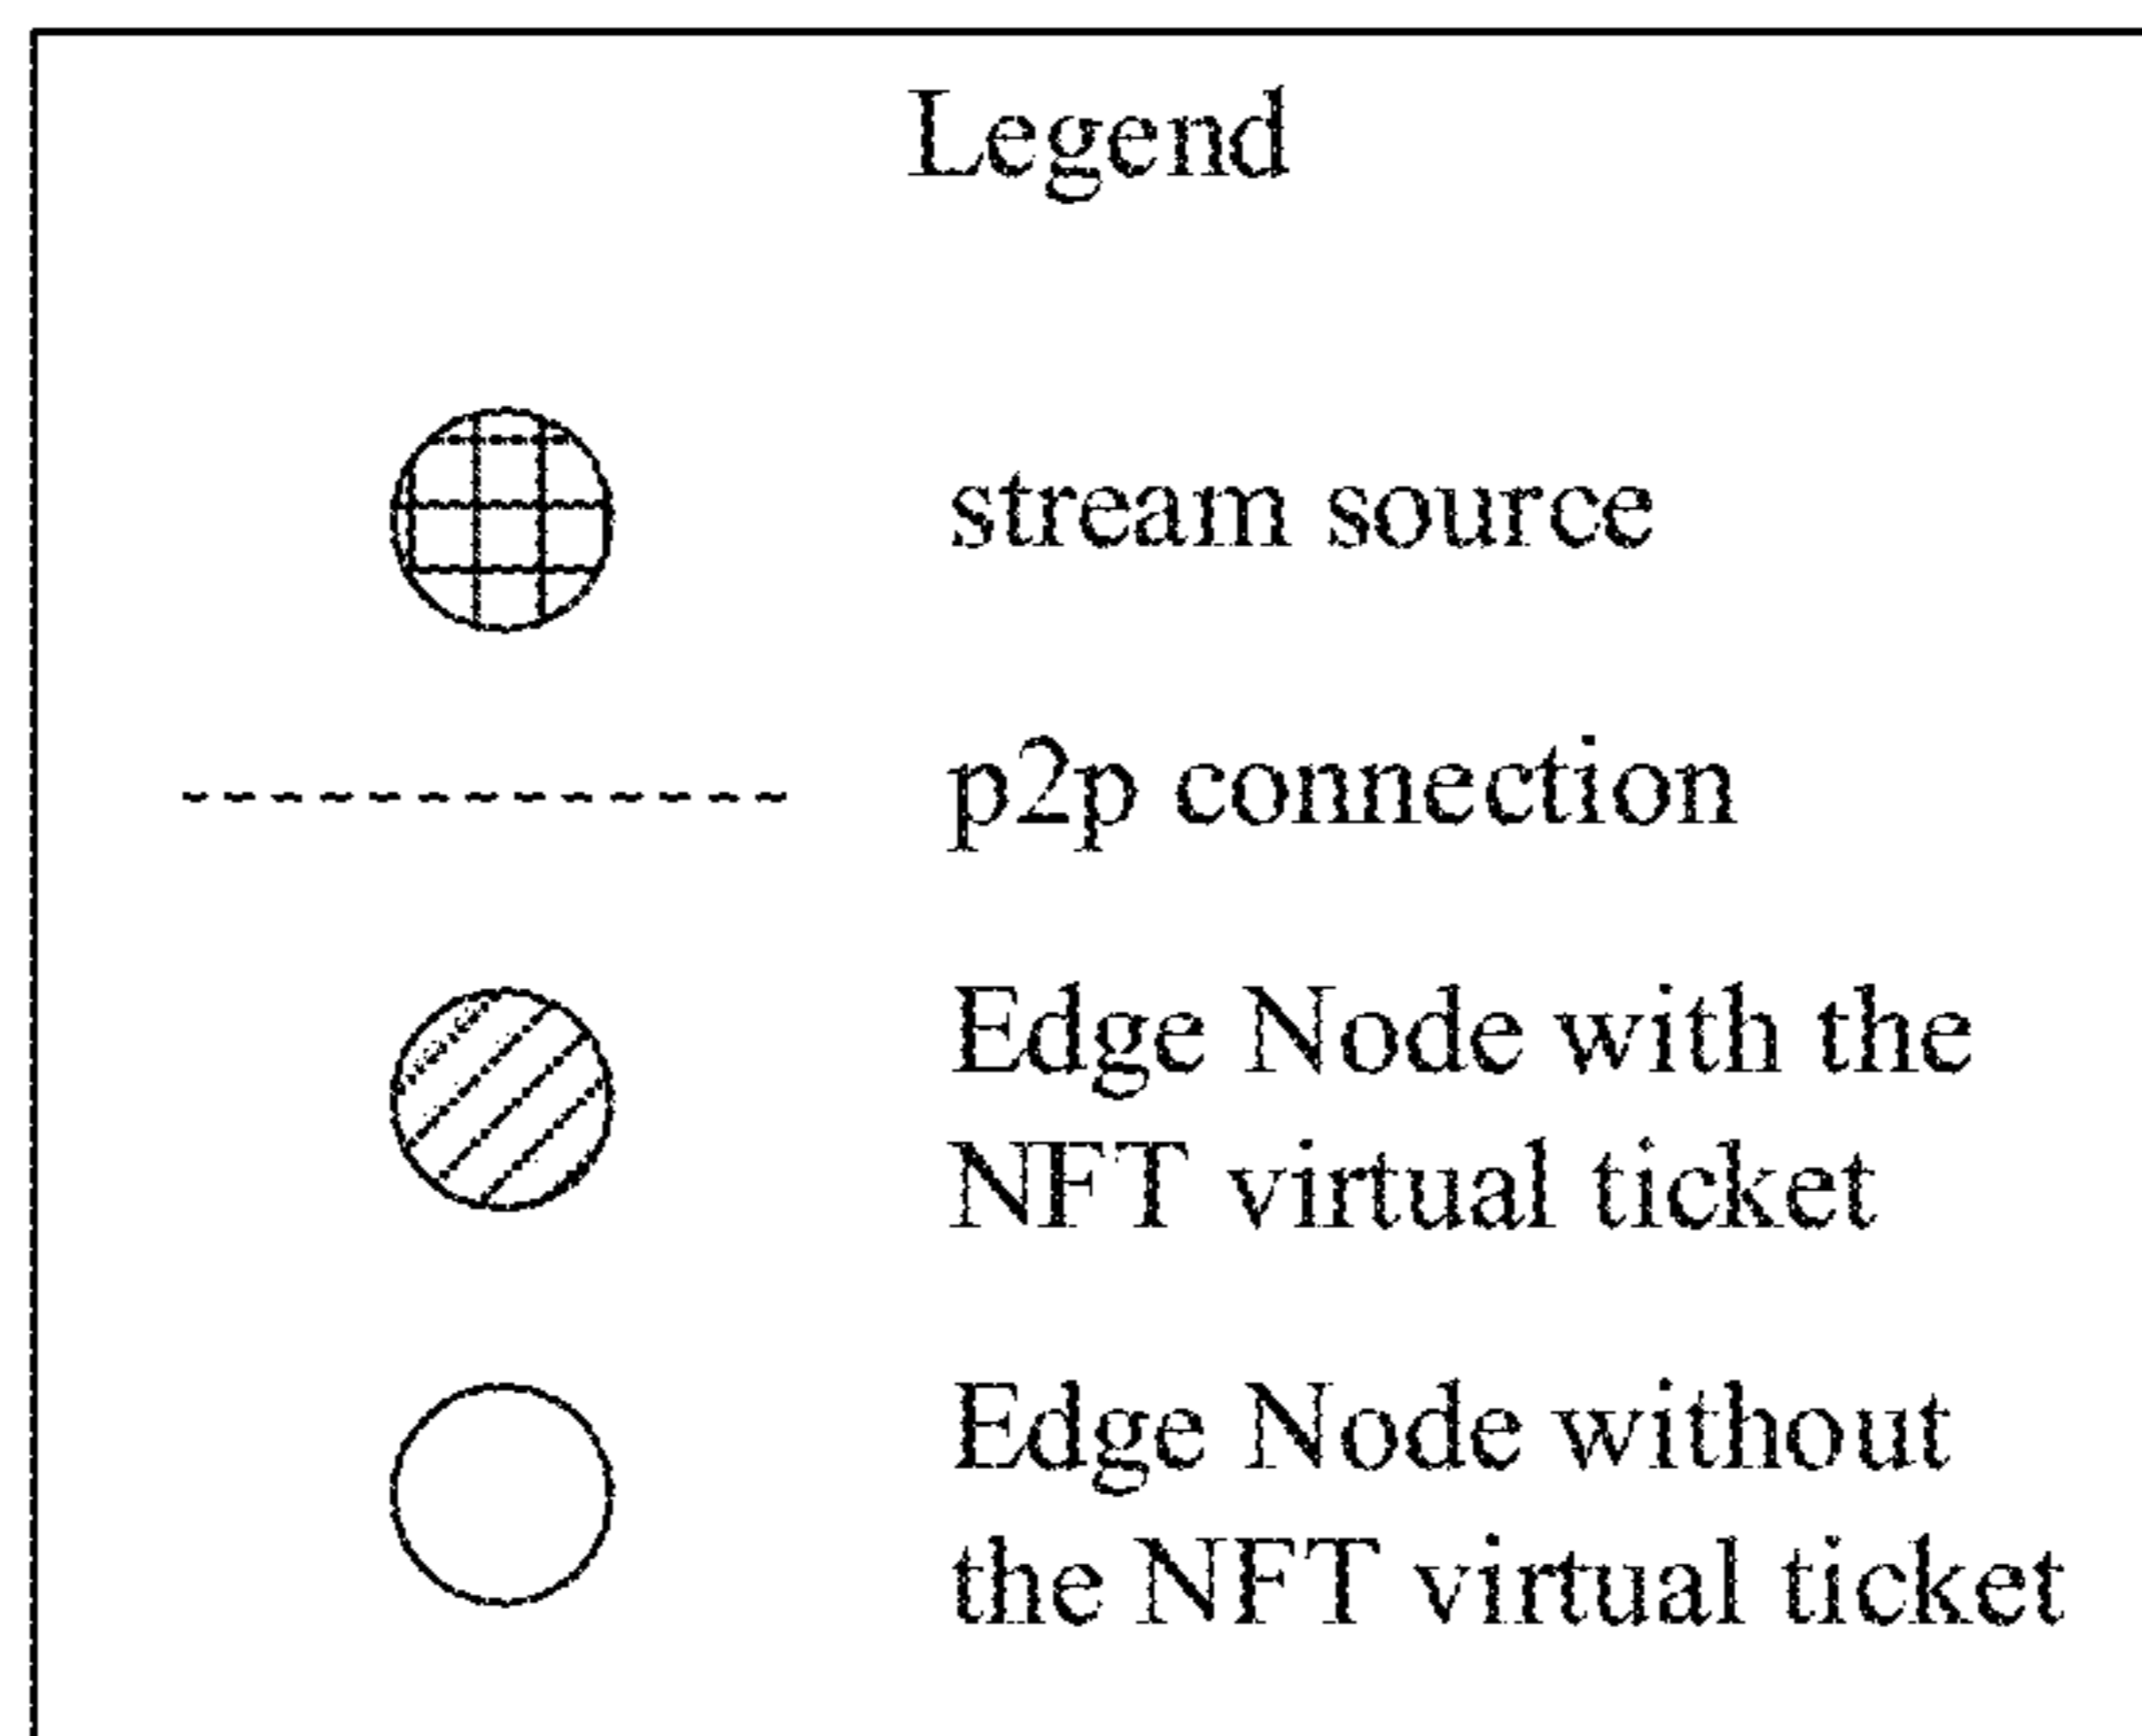 Legend
stream source
p2p connection
Edge Node with the
NFT virtual ticket
Edge Node without
the NFT virtual ticket